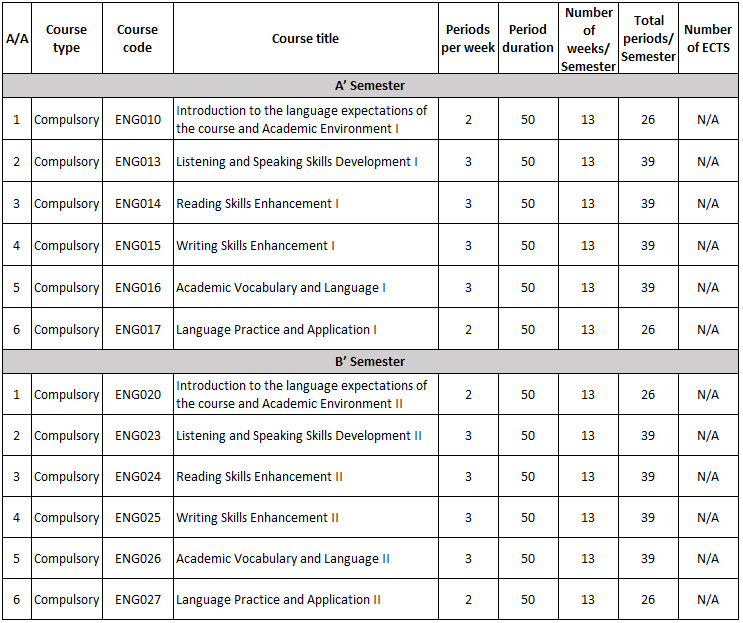 A/A Course type Course code Course title Periods per week Period duration Number of weeks/ Semester Total periods/ Semester Number of ECTS
A’ Semester
1 Compulsory ENG010 Introduction to the language expectations of the course and Academic Environment I 2 50 13 26 N/A
2 Compulsory ENG013 Listening and Speaking Skills Development I 3 50 13 39 N/A
3 Compulsory ENG014 Reading Skills Enhancement I 3 50 13 39 N/A
4 Compulsory ENG015 Writing Skills Enhancement I 3 50 13 39 N/A
5 Compulsory ENG016 Academic Vocabulary and Language I 3 50 13 39 N/A
6 Compulsory ENG017 Language Practice and Application I 2 50 13 26 N/A
B’ Semester
1 Compulsory ENG020 Introduction to the language expectations of the course and Academic Environment II 2 50 13 26 N/A
2 Compulsory ENG023 Listening and Speaking Skills Development II 3 50 13 39 N/A
3 Compulsory ENG024 Reading Skills Enhancement II 3 50 13 39 N/A
4 Compulsory ENG025 Writing Skills Enhancement II 3 50 13 39 N/A
5 Compulsory ENG026 Academic Vocabulary and Language II 3 50 13 39 N/A
6 Compulsory ENG027 Language Practice and Application II 2 50 13 26 N/A